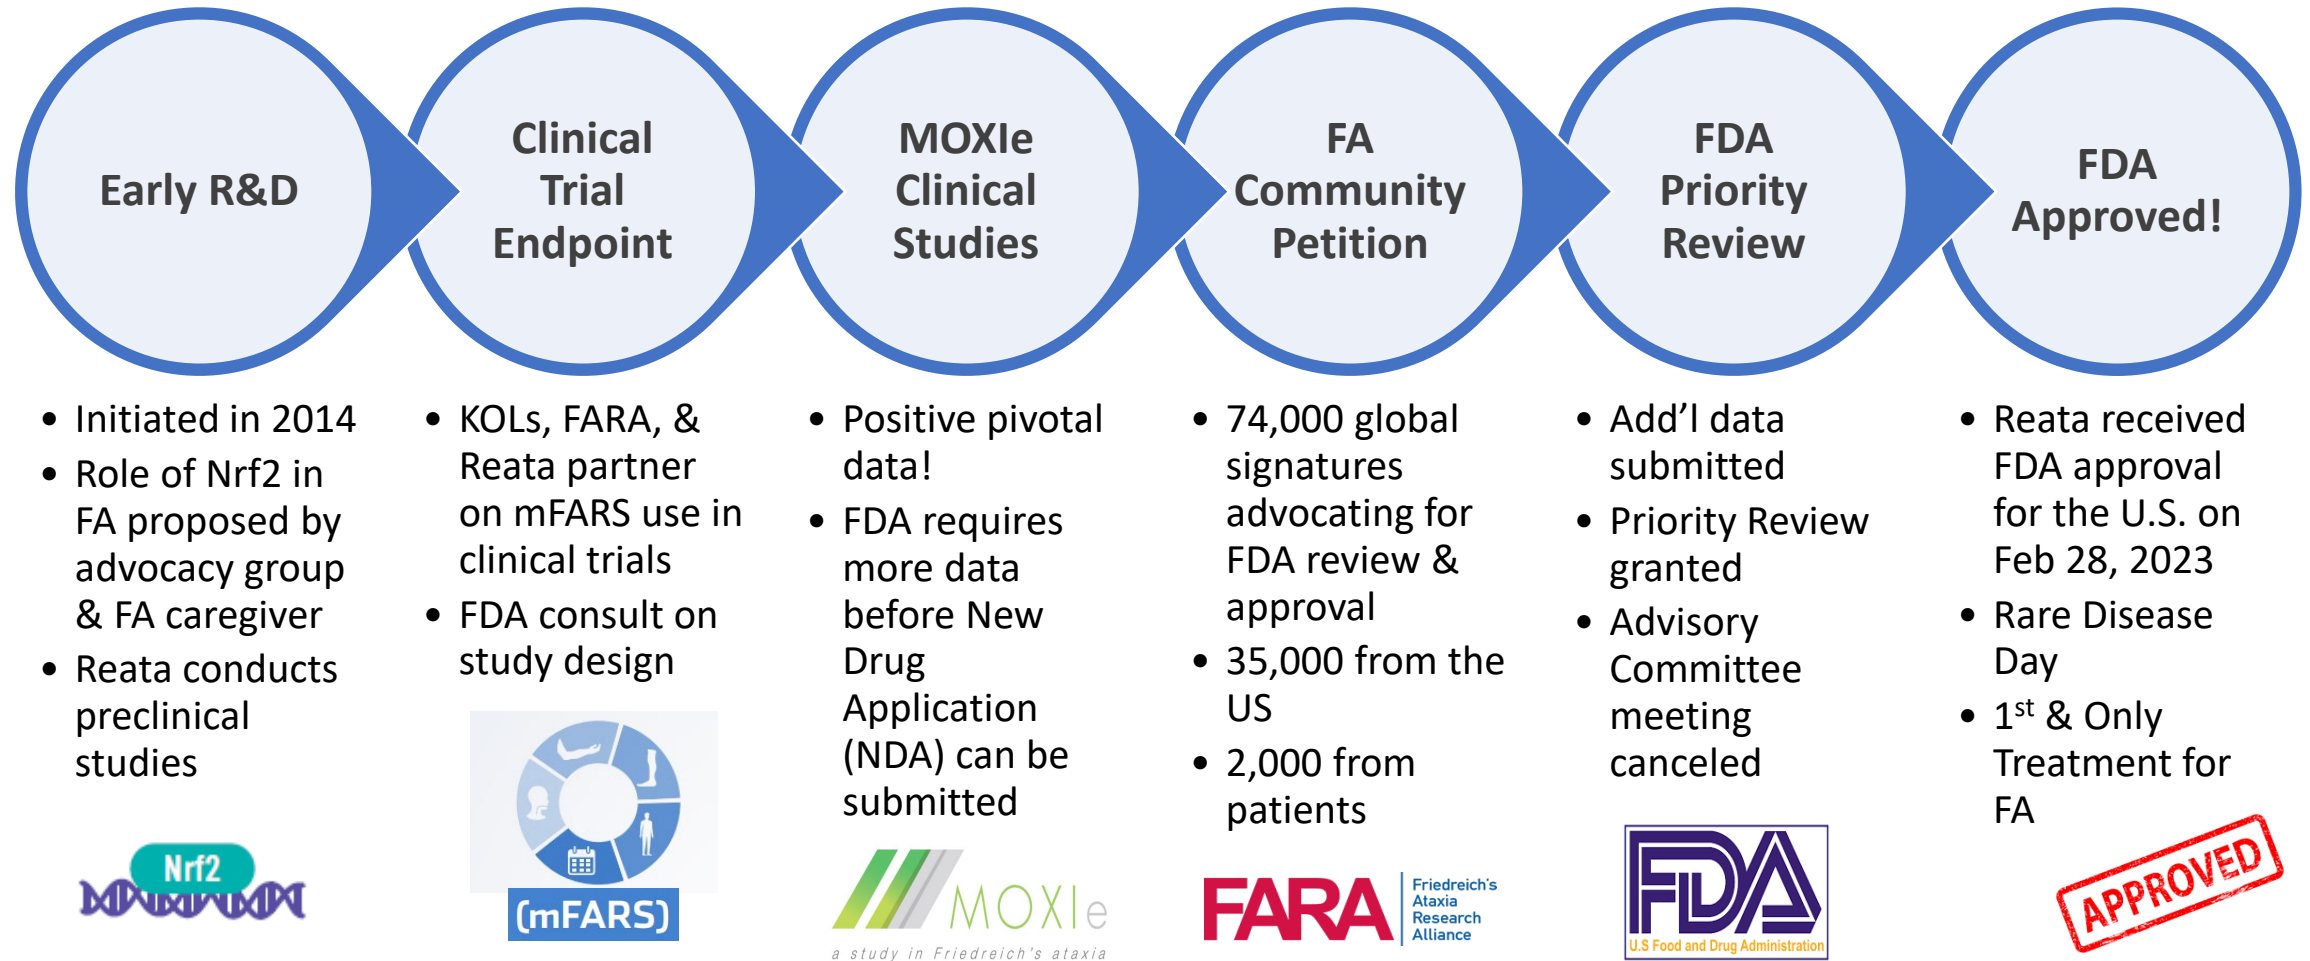 Early R&D
Clinical
Trial
Endpoint
MOXIe
Clinical
Studies
FA
Community
Petition
FDA
Priority
Review
FDA
Approved!
• Initiated in 2014
• Role of Nrf2 in
FA proposed by
advocacy group
& FA caregiver
• Reata conducts
preclinical
studies
Nrf2
• KOLs, FARA, &
Reata partner
on mFARS use in
clinical trials
• FDA consult on
study design
(mFARS)
• Positive pivotal
data!
• FDA requires
more data
before New
Drug
Application
(NDA) can be
submitted
MOXIe
a study in Friedreich's ataxia
• 74,000 global
signatures
advocating for
FDA review &
approval
• 35,000 from the
US
• 2,000 from
patients
FARA
Friedreich's
Ataxia
Research
Alliance
• Add’l data
submitted
• Priority Review
granted
• Advisory
Committee
meeting
canceled
FDA
U.S Food and Drug Administration
• Reata received
FDA approval
for the U.S. on
Feb 28, 2023
• Rare Disease
Day
• 1st & Only
Treatment for
FA
APPROVED